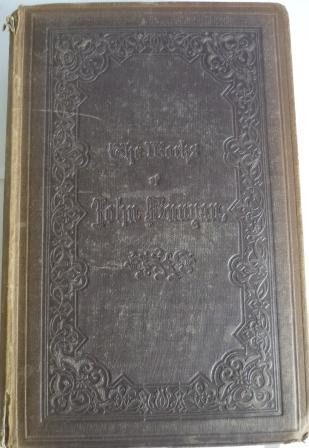 The Works
of
John Bunyan